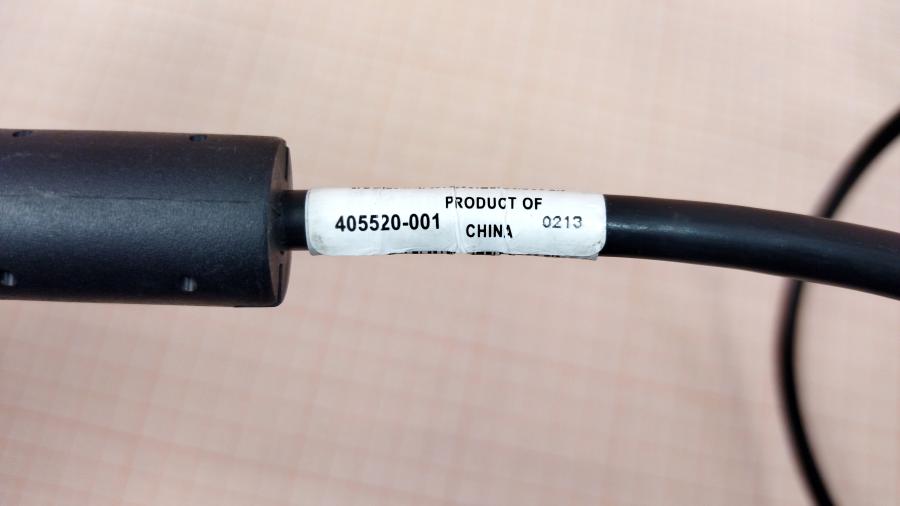 PRODUCT OF
405520-001
CHINA
0213